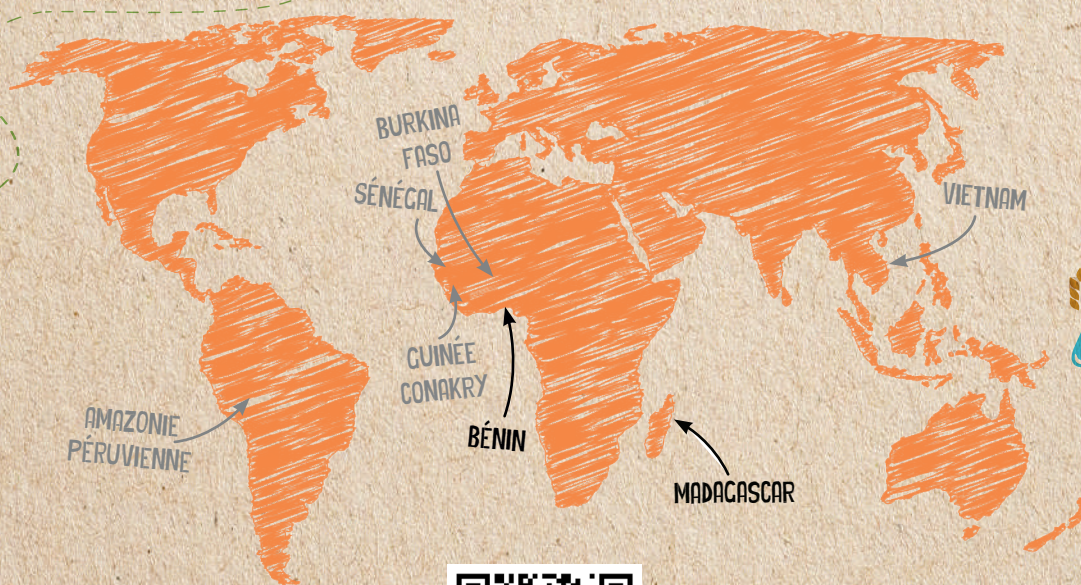 BURKINA
FASO
SÉNÉGAL
VIETNAM
GUINÉE
CONAKRY
AMAZONIE
PÉRUVIENNE
BÉNIN
MADAGASCAR